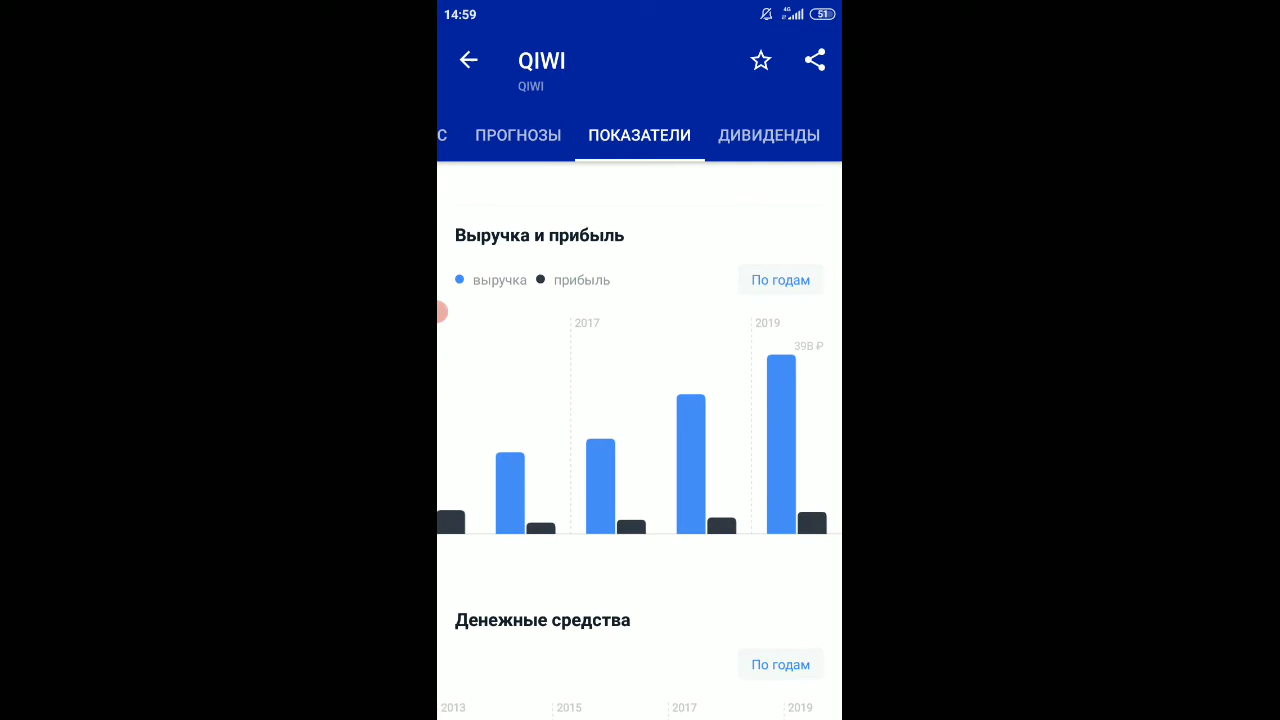 14:59
4G
51
QIWI
QIWI
С ПРОГНОЗЫ ПОКАЗАТЕЛИ ДИВИДЕНДЫ
Выручка и прибыль
выручка прибыль По годам
2017 2019
39B ₽
Денежные средства
По годам
2013 2015 2017 2019